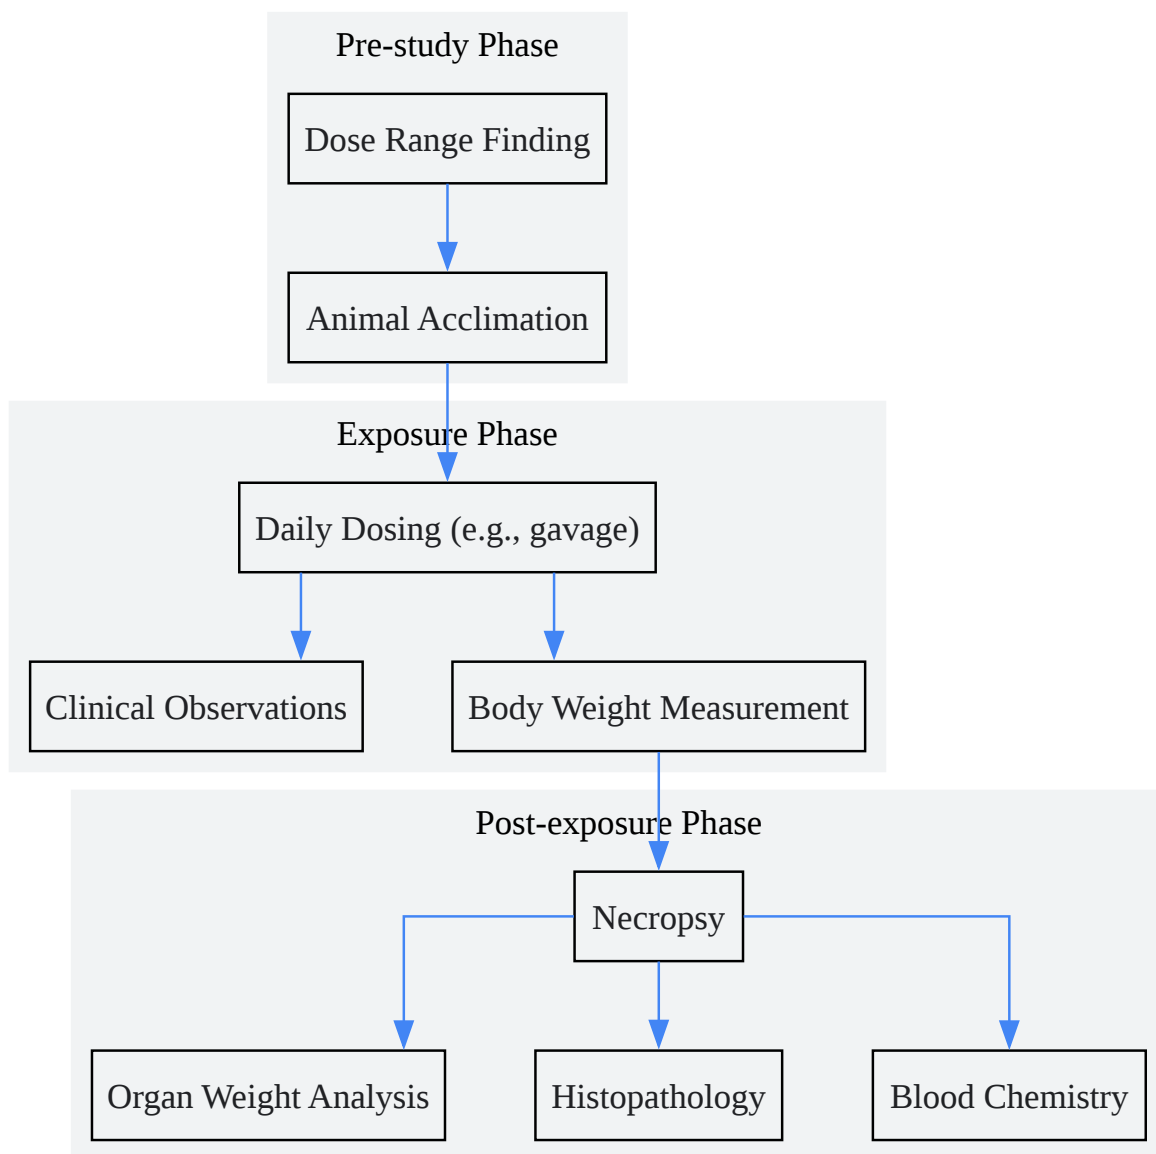 Pre-study Phase
Dose Range Finding
Animal Acclimation
Exposure Phase
Daily Dosing (e.g., gavage)
Clinical Observations
Body Weight Measurement
Post-exposure Phase
Necropsy
Organ Weight Analysis
Histopathology
Blood Chemistry